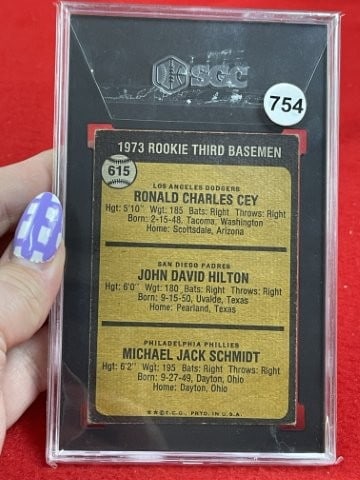 SGC
754
1973 ROOKIE THIRD BASEMEN
615
LOS ANGELES DODGERS
RONALD CHARLES CEY
Hgt: 5'10" Wgt: 185 Bats: Right Throws: Right
Born: 2-15-48, Tacoma, Washington
Home: Scottsdale, Arizona
SAN DIEGO PADRES
JOHN DAVID HILTON
Hgt: 6'0" Wgt: 180 Bats: Right Throws: Right
Born: 9-15-50, Uvalde, Texas
Home: Pearland, Texas
PHILADELPHIA PHILLIES
MICHAEL JACK SCHMIDT
Hgt: 6'2" Wgt: 195 Bats: Right Throws: Right
Born: 9-27-49, Dayton, Ohio
Home: Dayton, Ohio
© T.C.G. PRTD. IN U.S.A.